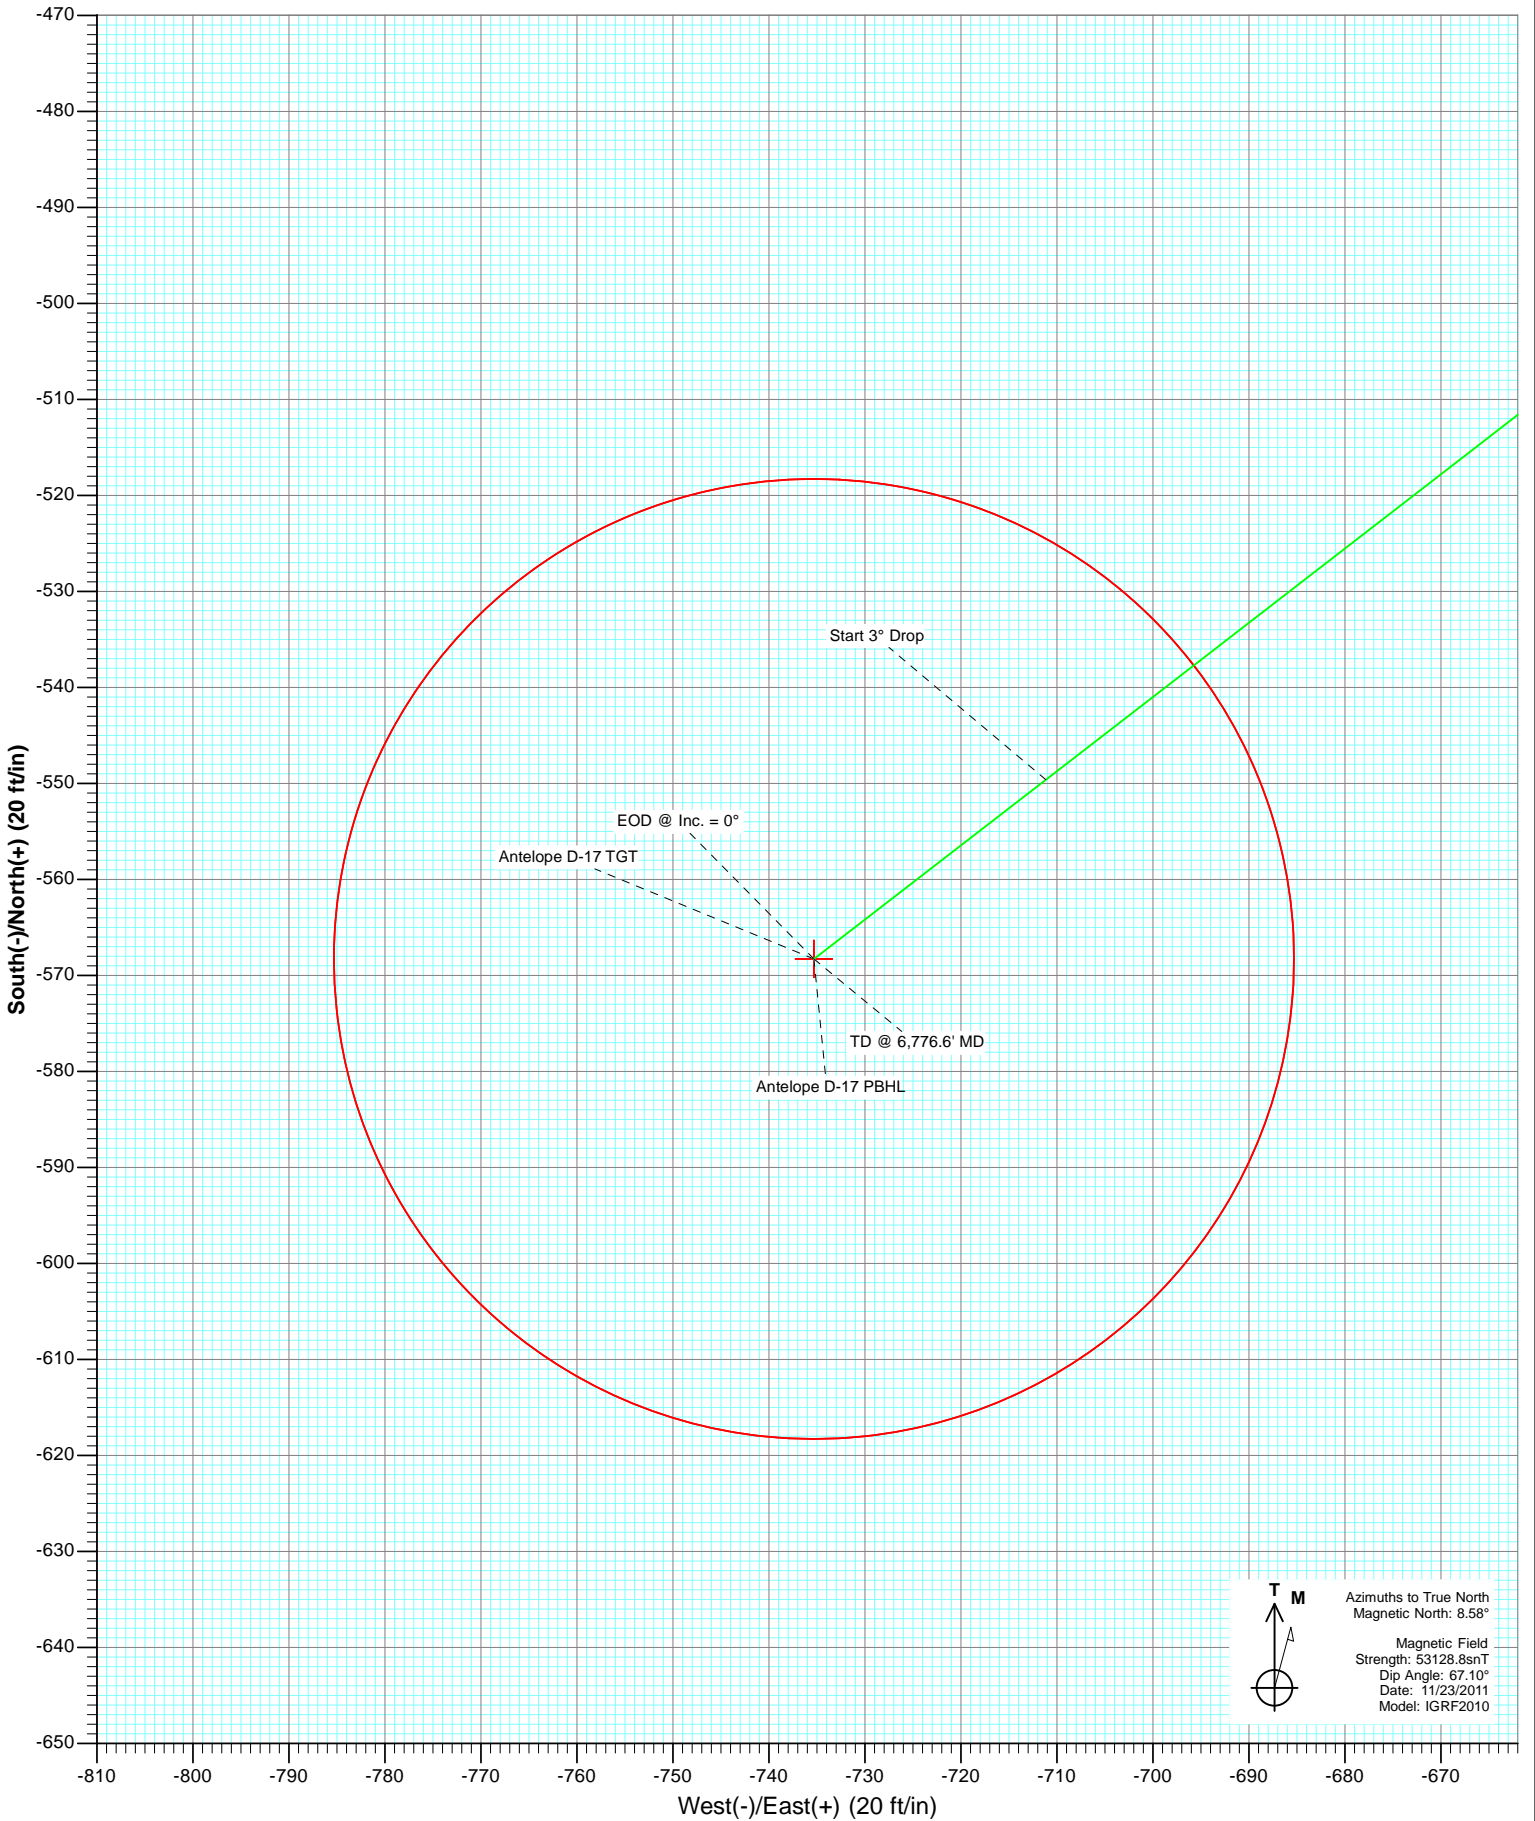 -470
-480
-490
-500
-510
-520
-530
-540
-550
-560
-570
-580
-590
-600
-610
-620
-630
-640
-650
South(-)/North(+) (20 ft/in)
Start 3° Drop
EOD @ Inc. = 0°
Antelope D-17 TGT
TD @ 6,776.6' MD
Antelope D-17 PBHL
T
M
Azimuths to True North
Magnetic North: 8.58°
Magnetic Field
Strength: 53128.8snT
Dip Angle: 67.10°
Date: 11/23/2011
Model: IGRF2010
-810 -800 -790 -780 -770 -760 -750 -740 -730 -720 -710 -700 -690 -680 -670
West(-)/East(+) (20 ft/in)